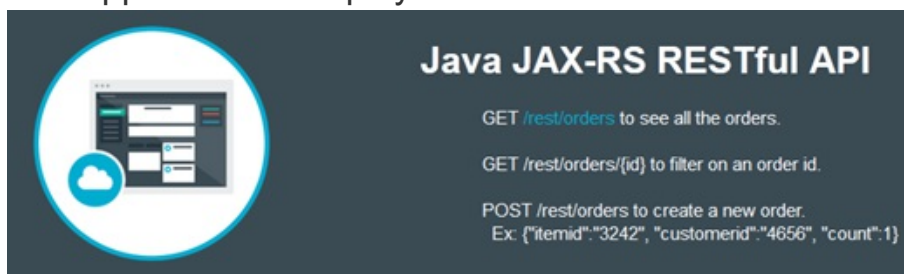 Java JAX-RS RESTful API
GET /rest/orders to see all the orders.
GET /rest/orders/{id} to filter on an order id.
POST /rest/orders to create a new order.
Ex: {"itemid":"3242", "customerid":"4656", "count":1}